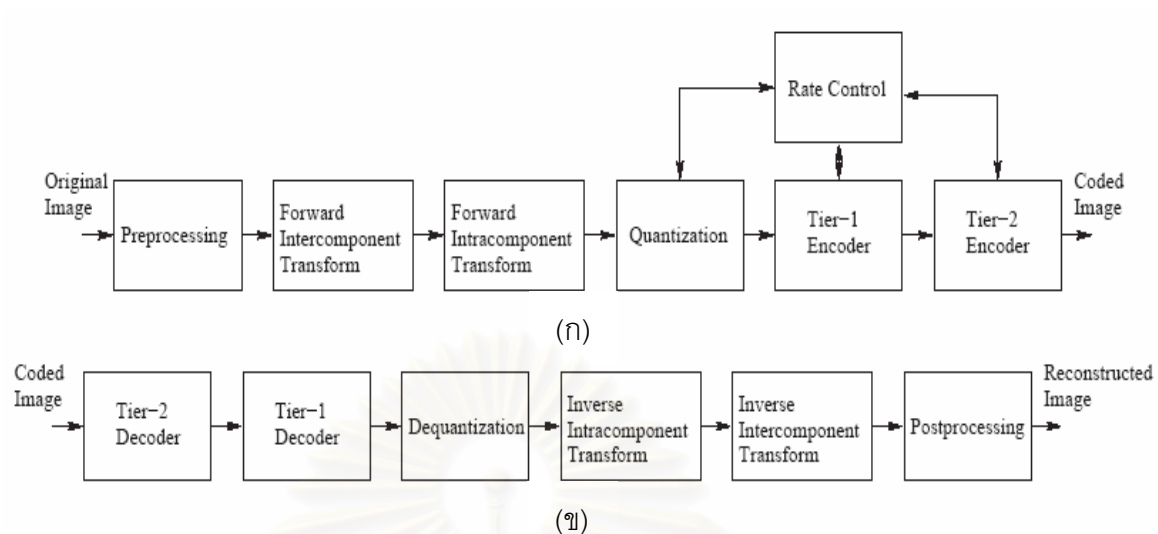 Rate Control
Original
Image
Preprocessing
Forward
Intercomponent
Transform
Forward
Intracomponent
Transform
Quantization
Tier-1
Encoder
Tier-2
Encoder
Coded
Image
(ก)
Coded
Image
Tier-2
Decoder
Tier-1
Decoder
Dequantization
Inverse
Intracomponent
Transform
Inverse
Intercomponent
Transform
Postprocessing
Reconstructed
Image
(ข)